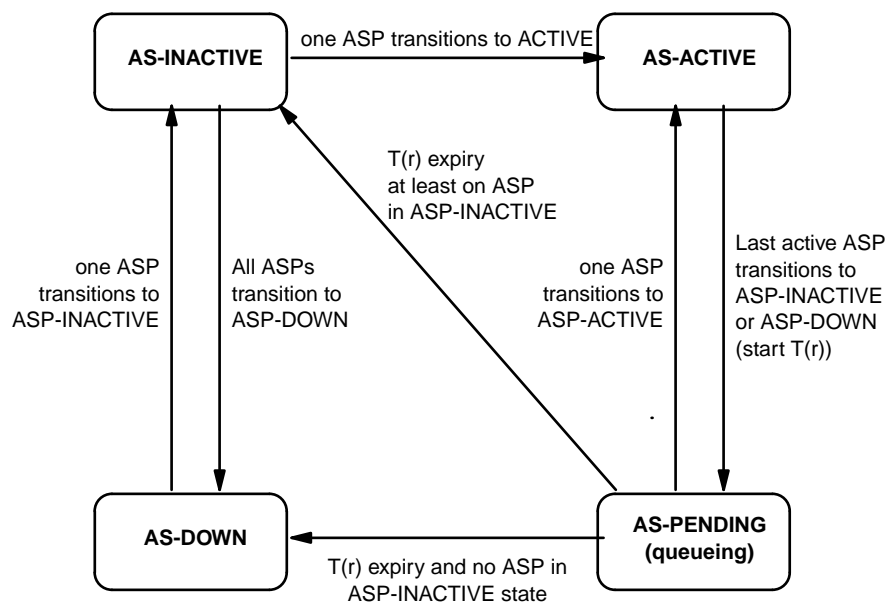 one ASP transitions to ACTIVE
AS-INACTIVE
AS-ACTIVE
T(r) expiry
at least on ASP
in ASP-INACTIVE
one ASP
transitions to
ASP-INACTIVE
All ASPs
transition to
ASP-DOWN
one ASP
transitions to
ASP-ACTIVE
Last active ASP
transitions to
ASP-INACTIVE
or ASP-DOWN
(start T(r))
AS-DOWN
AS-PENDING
(queueing)
T(r) expiry and no ASP in
ASP-INACTIVE state